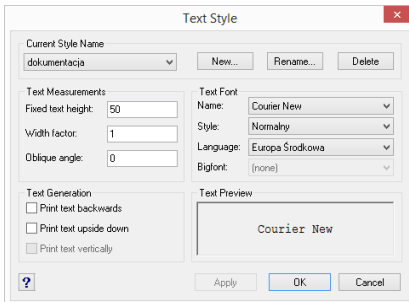 Text Style
Current Style Name
dokumentacja
New...
Rename...
Delete
Text Measurements
Fixed text height: 50
Width factor: 1
Oblique angle: 0
Text Font
Name: Courier New
Style: Normalny
Language: Europa Środkowa
Bigfont: (none)
Text Generation
Print text backwards
Print text upside down
Print text vertically
Text Preview
Courier New
?
Apply
OK
Cancel